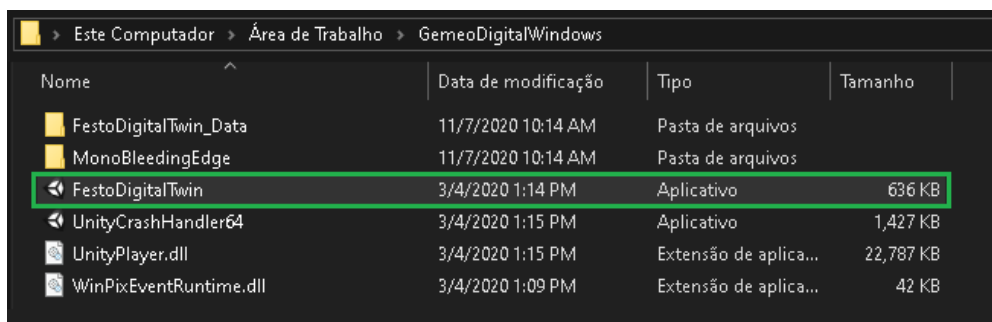 Este Computador > Área de Trabalho > GemeoDigitalWindows
Nome Data de modificação Tipo Tamanho
FestoDigitalTwin_Data 11/7/2020 10:14 AM Pasta de arquivos
MonoBleedingEdge 11/7/2020 10:14 AM Pasta de arquivos
FestoDigitalTwin 3/4/2020 1:14 PM Aplicativo 636 KB
UnityCrashHandler64 3/4/2020 1:15 PM Aplicativo 1,427 KB
UnityPlayer.dll 3/4/2020 1:15 PM Extensão de aplica... 22,787 KB
WinPixEventRuntime.dll 3/4/2020 1:09 PM Extensão de aplica... 42 KB